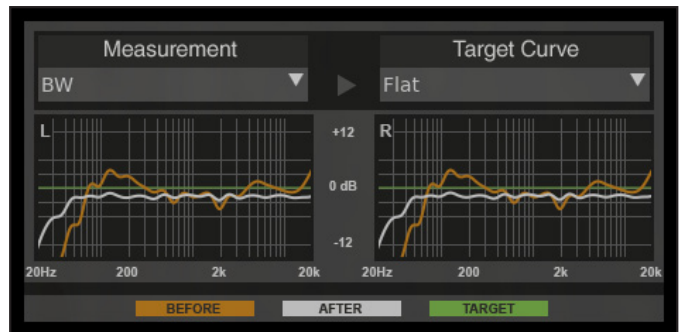 Measurement
Target Curve
BW
Flat
L
+12
R
0 dB
-12
20Hz 200 2k 20k
20Hz 200 2k 20k
BEFORE AFTER TARGET